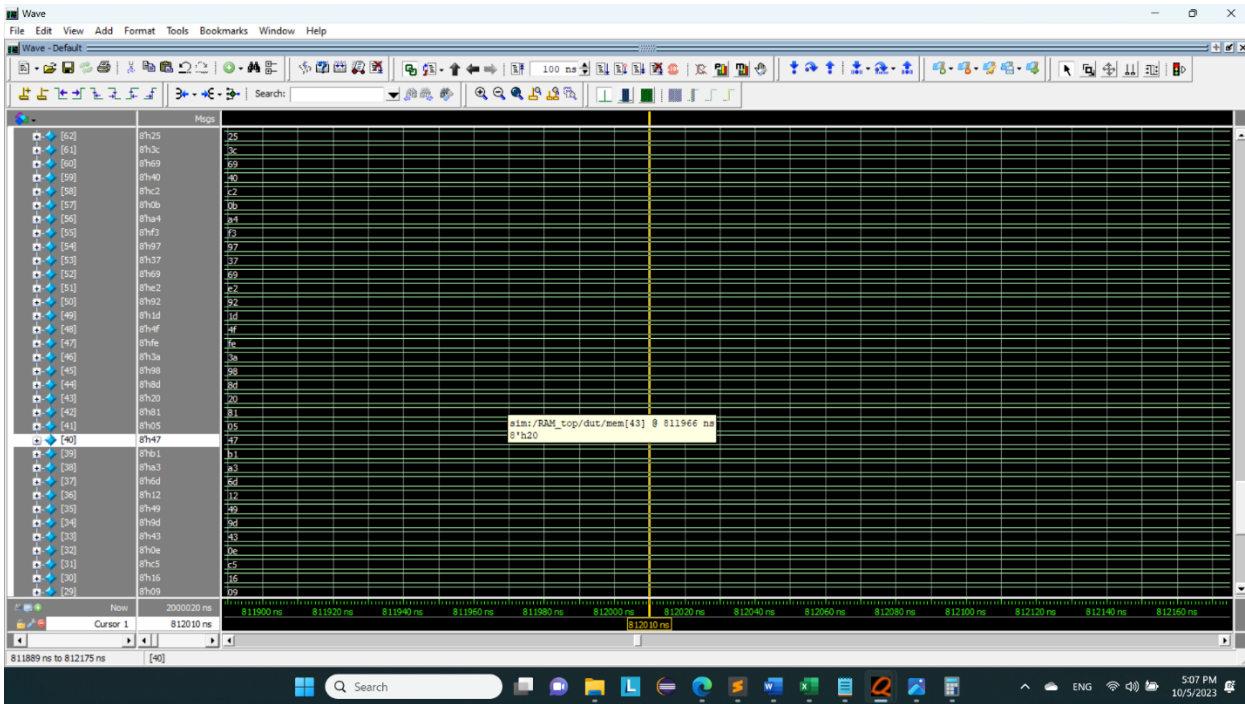 Wave
File Edit View Add Format Tools Bookmarks Window Help
Wave - Default
100 ns
Search:
Msgs
[62] 8'h25 25
[61] 8'h3c 3c
[60] 8'h69 69
[59] 8'h40 40
[58] 8'hc2 c2
[57] 8'h0b 0b
[56] 8'ha4 a4
[55] 8'hf3 f3
[54] 8'h97 97
[53] 8'h37 37
[52] 8'h69 69
[51] 8'he2 e2
[50] 8'h92 92
[49] 8'h1d 1d
[48] 8'h4f 4f
[47] 8'hfe fe
[46] 8'h3a 3a
[45] 8'h98 98
[44] 8'h8d 8d
[43] 8'h20 20
[42] 8'h81 81
[41] 8'h05 05
sim:/RAM_top/dut/mem[43] @ 811966 ns
8'h20
[40] 8'h47 47
[39] 8'hb1 b1
[38] 8'ha3 a3
[37] 8'h6d 6d
[36] 8'h12 12
[35] 8'h49 49
[34] 8'h9d 9d
[33] 8'h43 43
[32] 8'h0e 0e
[31] 8'hc5 c5
[30] 8'h16 16
[29] 8'h09 09
Now 2000020 ns 811900 ns 811920 ns 811940 ns 811960 ns 811980 ns 812000 ns 812020 ns 812040 ns 812060 ns 812080 ns 812100 ns 812120 ns 812140 ns 812160 ns
Cursor 1 812010 ns 812010 ns
811889 ns to 812175 ns [40]
Search ENG 5:07 PM
10/5/2023